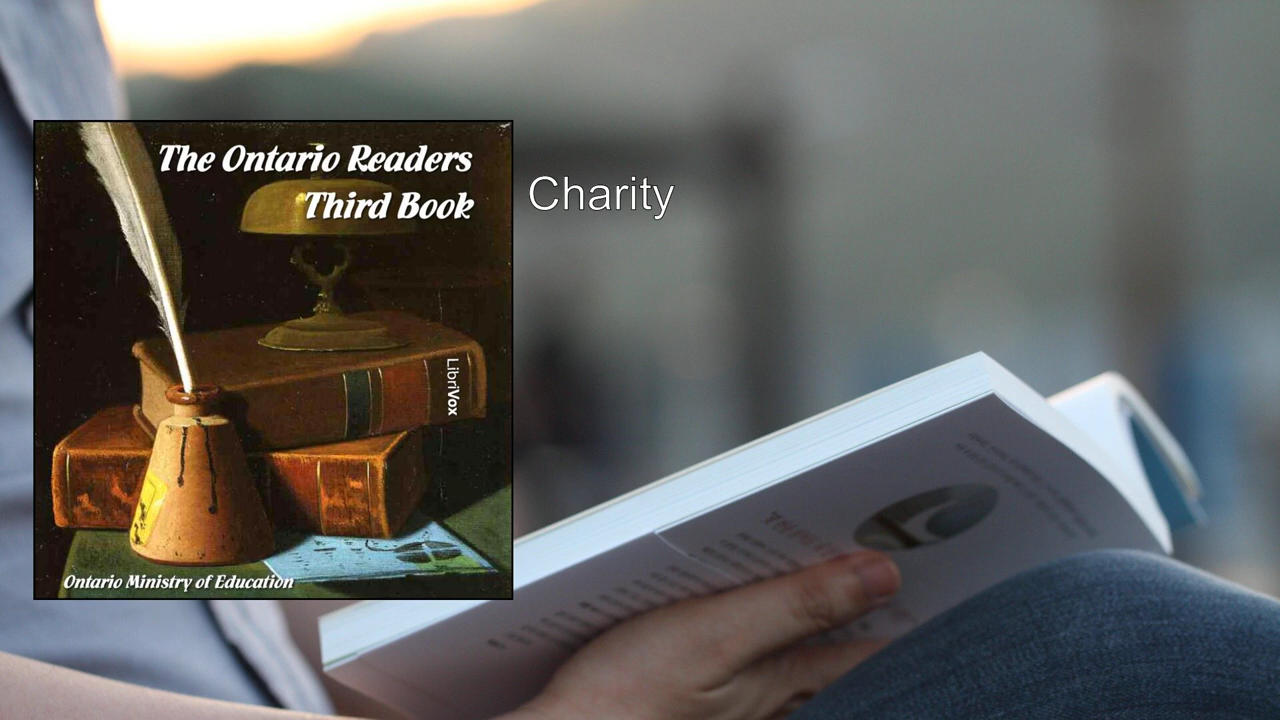 The Ontario Readers
Third Book
Charity
LibriVox
Ontario Ministry of Education